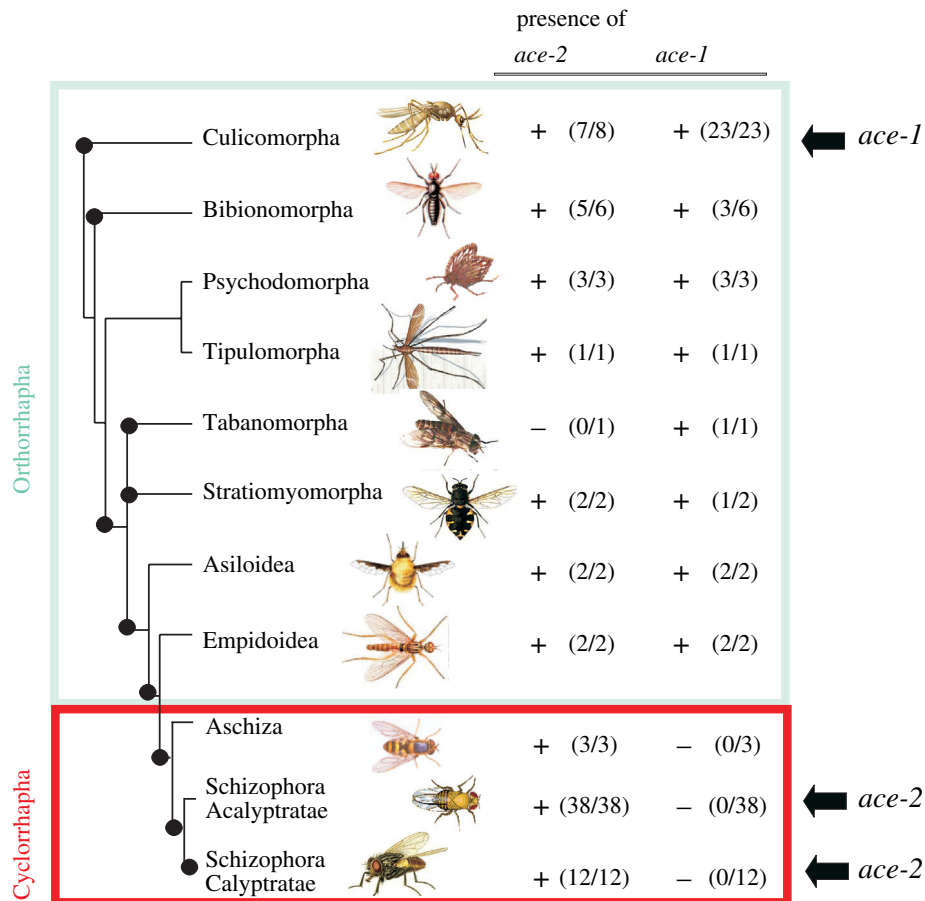 presence of
ace-2 ace-1
Culicomorpha + (7/8) + (23/23) ace-1
Bibionomorpha + (5/6) + (3/6)
Psychodomorpha + (3/3) + (3/3)
Tipulomorpha + (1/1) + (1/1)
Tabanomorpha – (0/1) + (1/1)
Stratiomyomorpha + (2/2) + (1/2)
Asiloidea + (2/2) + (2/2)
Empidoidea + (2/2) + (2/2)
Orthorrhapha
Aschiza + (3/3) – (0/3)
Schizophora
Acalyptratae + (38/38) – (0/38) ace-2
Schizophora
Calyptratae + (12/12) – (0/12) ace-2
Cyclorrhapha